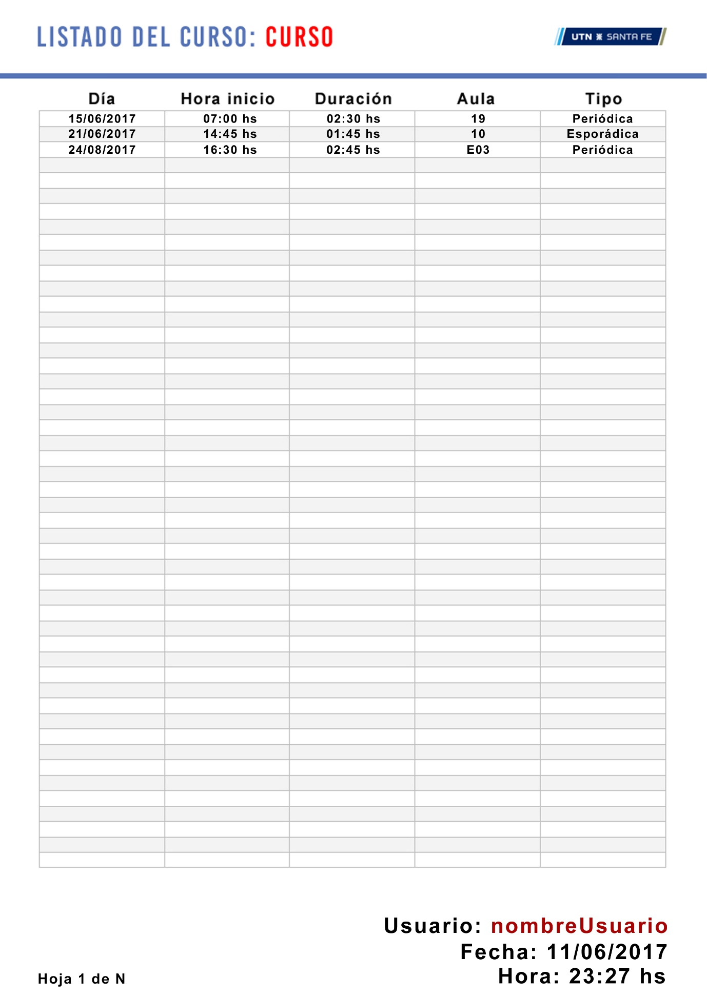 LISTADO DEL CURSO: CURSO
UTN SANTA FE
Día Hora inicio Duración Aula Tipo
15/06/2017 07:00 hs 02:30 hs 19 Periódica
21/06/2017 14:45 hs 01:45 hs 10 Esporádica
24/08/2017 16:30 hs 02:45 hs E03 Periódica
Usuario: nombreUsuario
Fecha: 11/06/2017
Hoja 1 de N
Hora: 23:27 hs